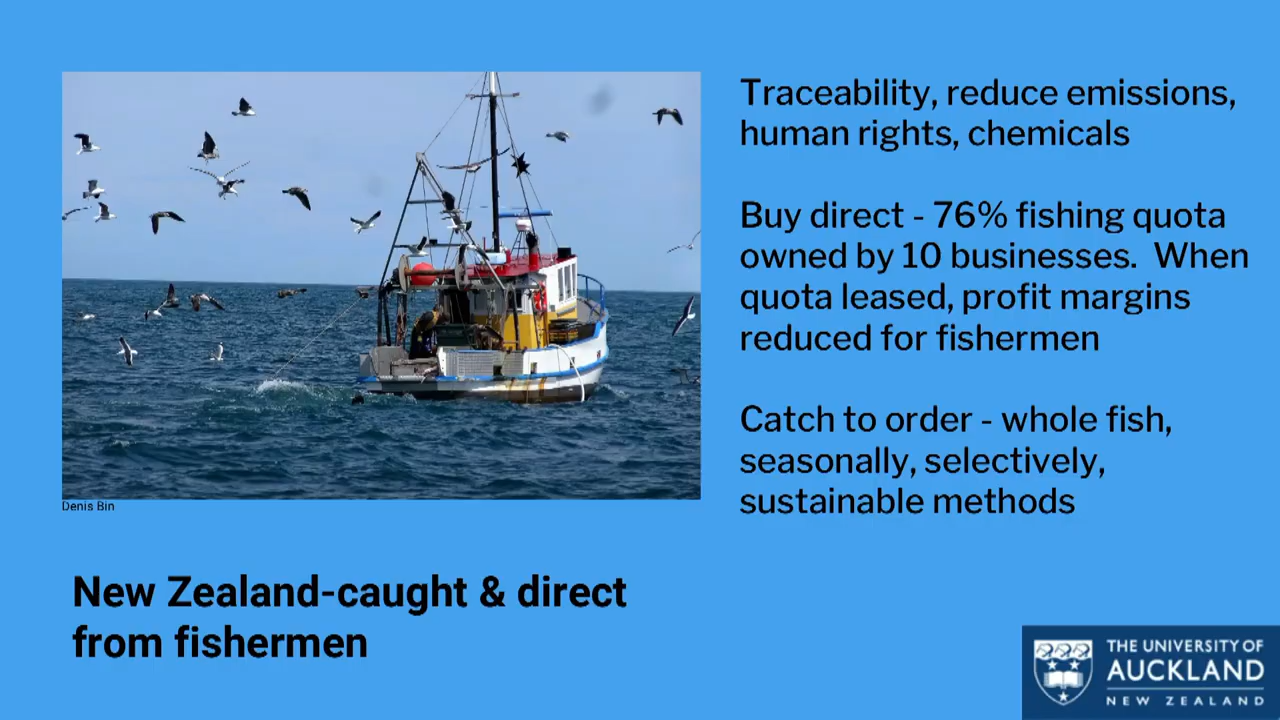 Traceability, reduce emissions,
human rights, chemicals
Buy direct - 76% fishing quota
owned by 10 businesses.  When
quota leased, profit margins
reduced for fishermen
Catch to order - whole fish,
seasonally, selectively,
sustainable methods
Denis Bin
New Zealand-caught & direct
from fishermen
THE UNIVERSITY OF
AUCKLAND
NEW ZEALAND